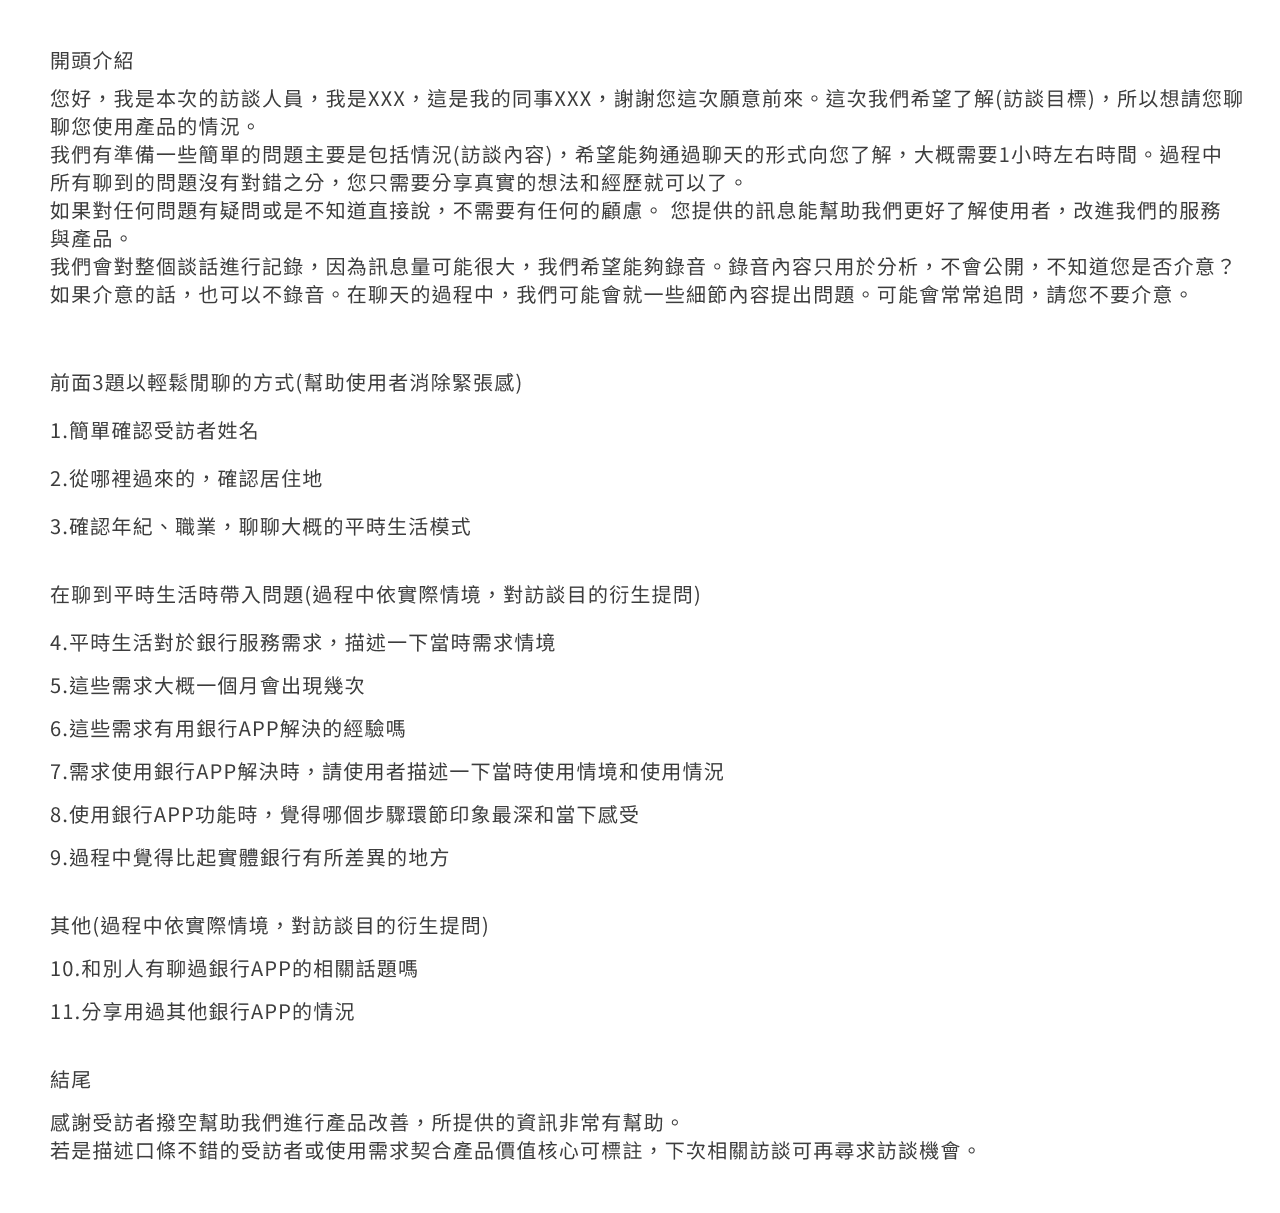 開頭介紹
您好，我是本次的訪談人員，我是XXX，這是我的同事XXX，謝謝您這次願意前來。這次我們希望了解(訪談目標)，所以想請您聊
聊您使用產品的情況。
我們有準備一些簡單的問題主要是包括情況(訪談內容)，希望能夠通過聊天的形式向您了解，大概需要1小時左右時間。過程中
所有聊到的問題沒有對錯之分，您只需要分享真實的想法和經歷就可以了。
如果對任何問題有疑問或是不知道直接說，不需要有任何的顧慮。 您提供的訊息能幫助我們更好了解使用者，改進我們的服務
與產品。
我們會對整個談話進行記錄，因為訊息量可能很大，我們希望能夠錄音。錄音內容只用於分析，不會公開，不知道您是否介意？
如果介意的話，也可以不錄音。在聊天的過程中，我們可能會就一些細節內容提出問題。可能會常常追問，請您不要介意。
前面3題以輕鬆閒聊的方式(幫助使用者消除緊張感)
1.簡單確認受訪者姓名
2.從哪裡過來的，確認居住地
3.確認年紀、職業，聊聊大概的平時生活模式
在聊到平時生活時帶入問題(過程中依實際情境，對訪談目的衍生提問)
4.平時生活對於銀行服務需求，描述一下當時需求情境
5.這些需求大概一個月會出現幾次
6.這些需求有用銀行APP解決的經驗嗎
7.需求使用銀行APP解決時，請使用者描述一下當時使用情境和使用情況
8.使用銀行APP功能時，覺得哪個步驟環節印象最深和當下感受
9.過程中覺得比起實體銀行有所差異的地方
其他(過程中依實際情境，對訪談目的衍生提問)
10.和別人有聊過銀行APP的相關話題嗎
11.分享用過其他銀行APP的情況
結尾
感謝受訪者撥空幫助我們進行產品改善，所提供的資訊非常有幫助。
若是描述口條不錯的受訪者或使用需求契合產品價值核心可標註，下次相關訪談可再尋求訪談機會。